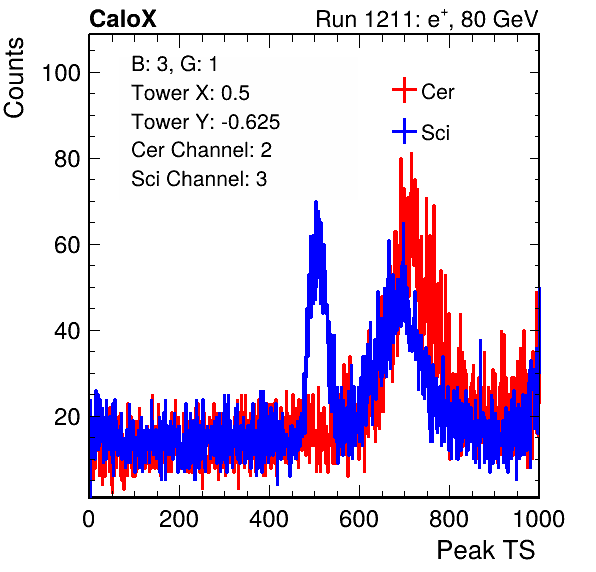 CaloX Run 1211: e⁺, 80 GeV
Counts
B: 3, G: 1
Tower X: 0.5
Tower Y: -0.625
Cer Channel: 2
Sci Channel: 3
Cer
Sci
100
80
60
40
20
0 200 400 600 800 1000
Peak TS